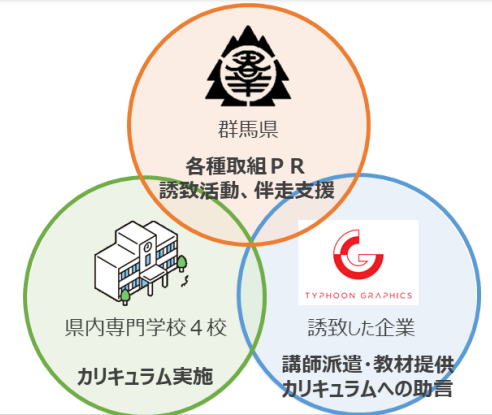 群馬県
各種取組ＰＲ
誘致活動、伴走支援
県内専門学校４校
カリキュラム実施
TYPHOON GRAPHICS
誘致した企業
講師派遣・教材提供
カリキュラムへの助言